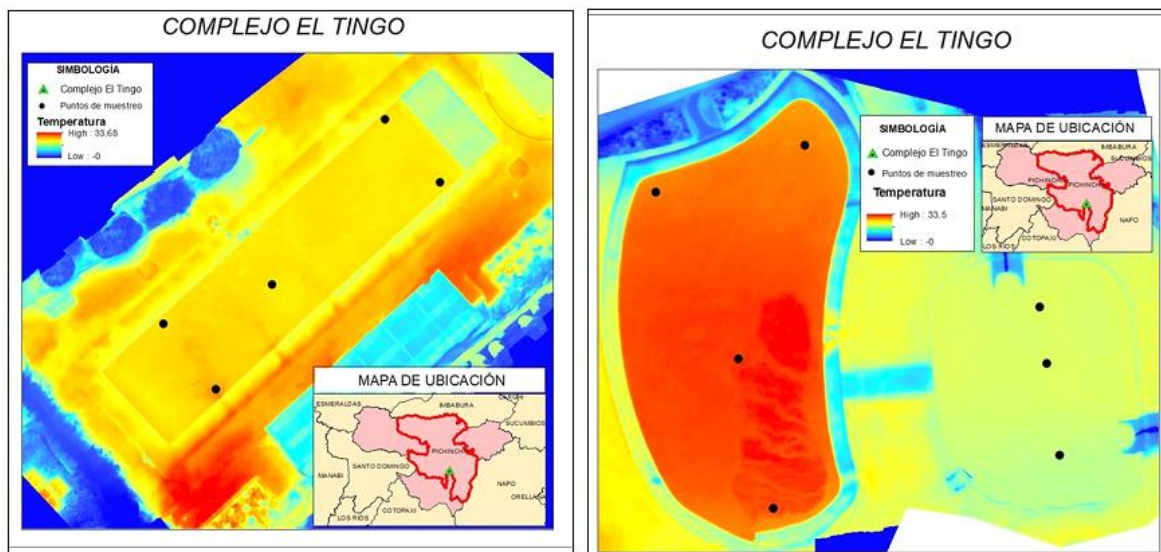 COMPLEJO EL TINGO
SIMBOLOGÍA
Complejo El Tingo
Puntos de muestreo
Temperatura
High : 33,68
Low : -0
MAPA DE UBICACIÓN
ESMERALDAS
IMBABURA
CARCHI
SUCUMBIOS
PICHINCHA
SANTO DOMINGO
MANABI
NAPO
ORELLANA
COTOPAXI
LOS RIOS
COMPLEJO EL TINGO
SIMBOLOGÍA
Complejo El Tingo
Puntos de muestreo
Temperatura
High : 33,5
Low : -0
MAPA DE UBICACIÓN
ESMERALDAS
IMBABURA
SUCUMBIOS
PICHINCHA
PICHINCHA
SANTO DOMINGO
MANABI
NAPO
COTOPAXI
LOS RIOS